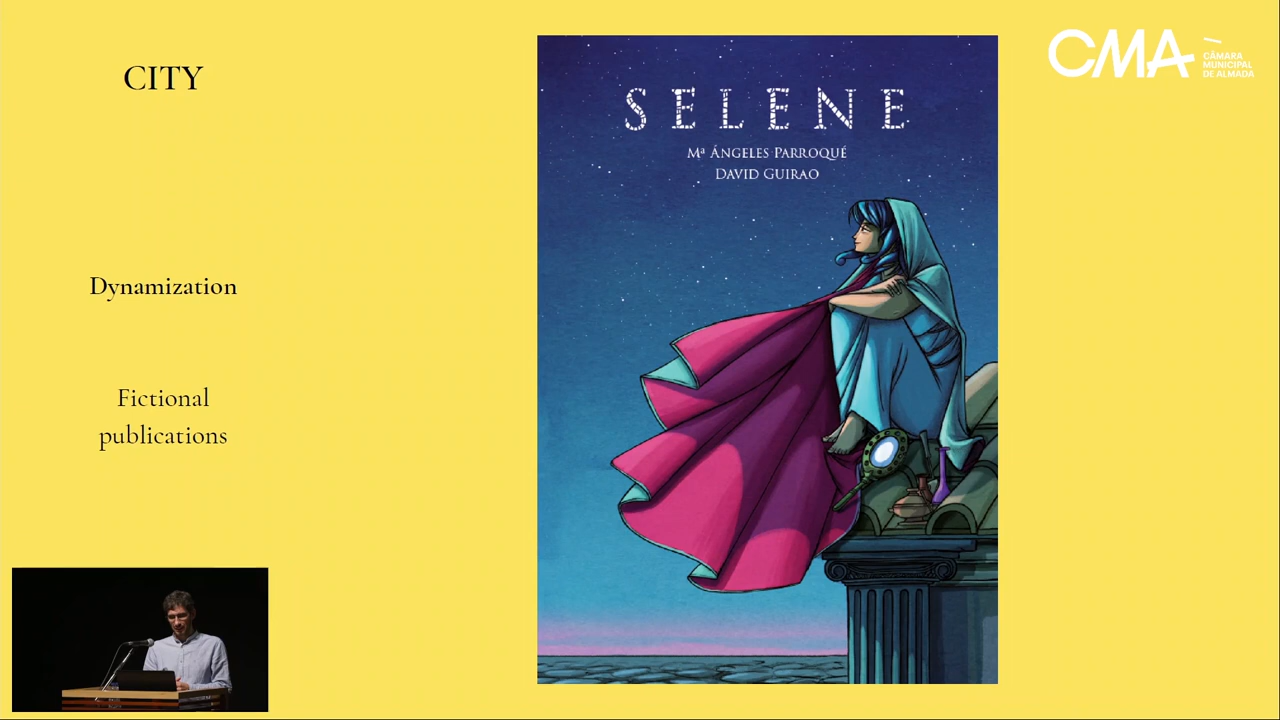 CITY
Dynamization
Fictional
publications
SELENE
Mª ÁNGELES PARROQUÉ
DAVID GUIRAO
CMA
CÂMARA
MUNICIPAL
DE ALMADA